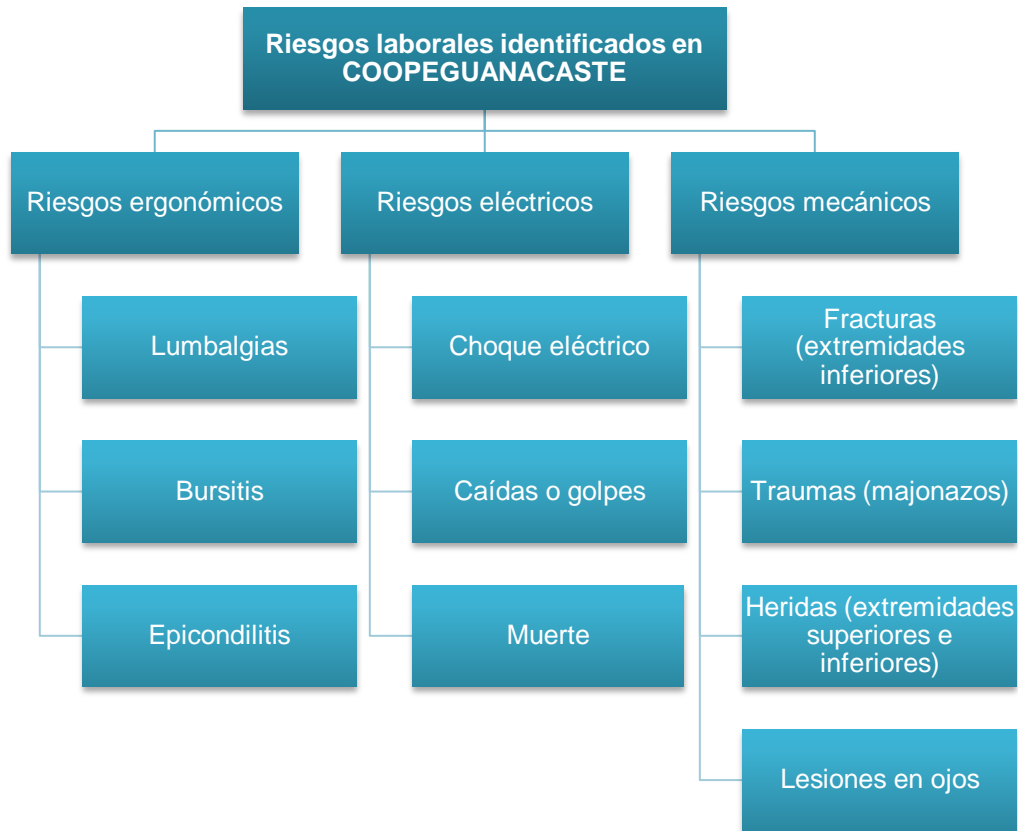 Riesgos laborales identificados en
COOPEGUANACASTE
Riesgos ergonómicos
Lumbalgias
Bursitis
Epicondilitis
Riesgos eléctricos
Choque eléctrico
Caídas o golpes
Muerte
Riesgos mecánicos
Fracturas
(extremidades
inferiores)
Traumas (majonazos)
Heridas (extremidades
superiores e
inferiores)
Lesiones en ojos